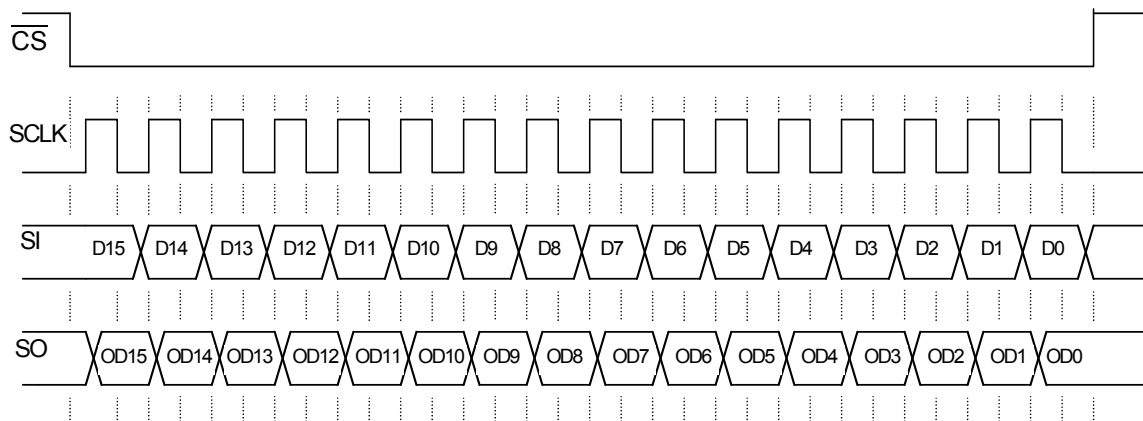 CS
SCLK
SI D15 D14 D13 D12 D11 D10 D9 D8 D7 D6 D5 D4 D3 D2 D1 D0
SO OD15 OD14 OD13 OD12 OD11 OD10 OD9 OD8 OD7 OD6 OD5 OD4 OD3 OD2 OD1 OD0